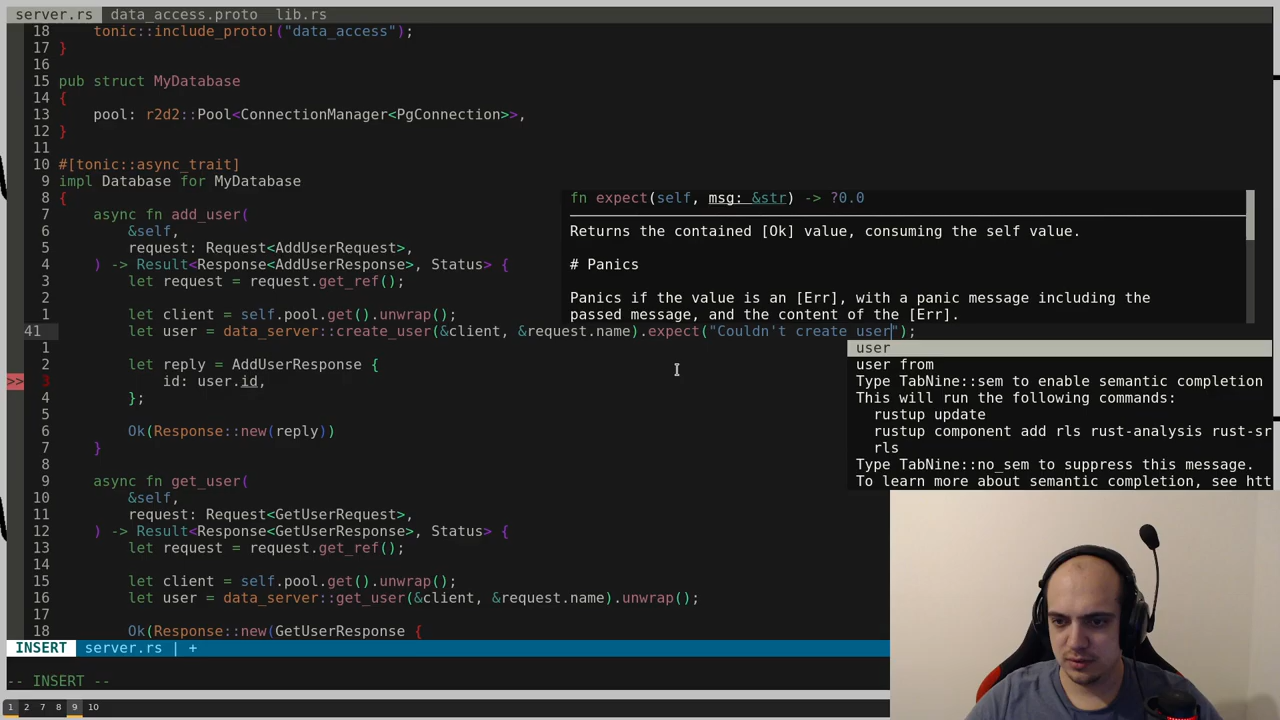 server.rs data_access.proto lib.rs
18 tonic::include_proto!("data_access");
17 }
16
15 pub struct MyDatabase
14 {
13 pool: r2d2::Pool<ConnectionManager<PgConnection>>,
12 }
11
10 #[tonic::async_trait]
9 impl Database for MyDatabase
8 {
7 async fn add_user(
6 &self,
5 request: Request<AddUserRequest>,
4 ) -> Result<Response<AddUserResponse>, Status> {
3 let request = request.get_ref();
2
1 let client = self.pool.get().unwrap();
41 let user = data_server::create_user(&client, &request.name).expect("Couldn't create user");
1
2 let reply = AddUserResponse {
>> 3 id: user.id,
4 };
5
6 Ok(Response::new(reply))
7 }
8
9 async fn get_user(
10 &self,
11 request: Request<GetUserRequest>,
12 ) -> Result<Response<GetUserResponse>, Status> {
13 let request = request.get_ref();
14
15 let client = self.pool.get().unwrap();
16 let user = data_server::get_user(&client, &request.name).unwrap();
17
18 Ok(Response::new(GetUserResponse {
fn expect(self, msg: &str) -> ?0.0
Returns the contained [Ok] value, consuming the self value.
# Panics
Panics if the value is an [Err], with a panic message including the
passed message, and the content of the [Err].
user
user from
Type TabNine::sem to enable semantic completion
This will run the following commands:
rustup update
rustup component add rls rust-analysis rust-sr
rls
Type TabNine::no_sem to suppress this message.
To learn more about semantic completion, see htt
INSERT server.rs | +
-- INSERT --
1 2 7 8 9 10